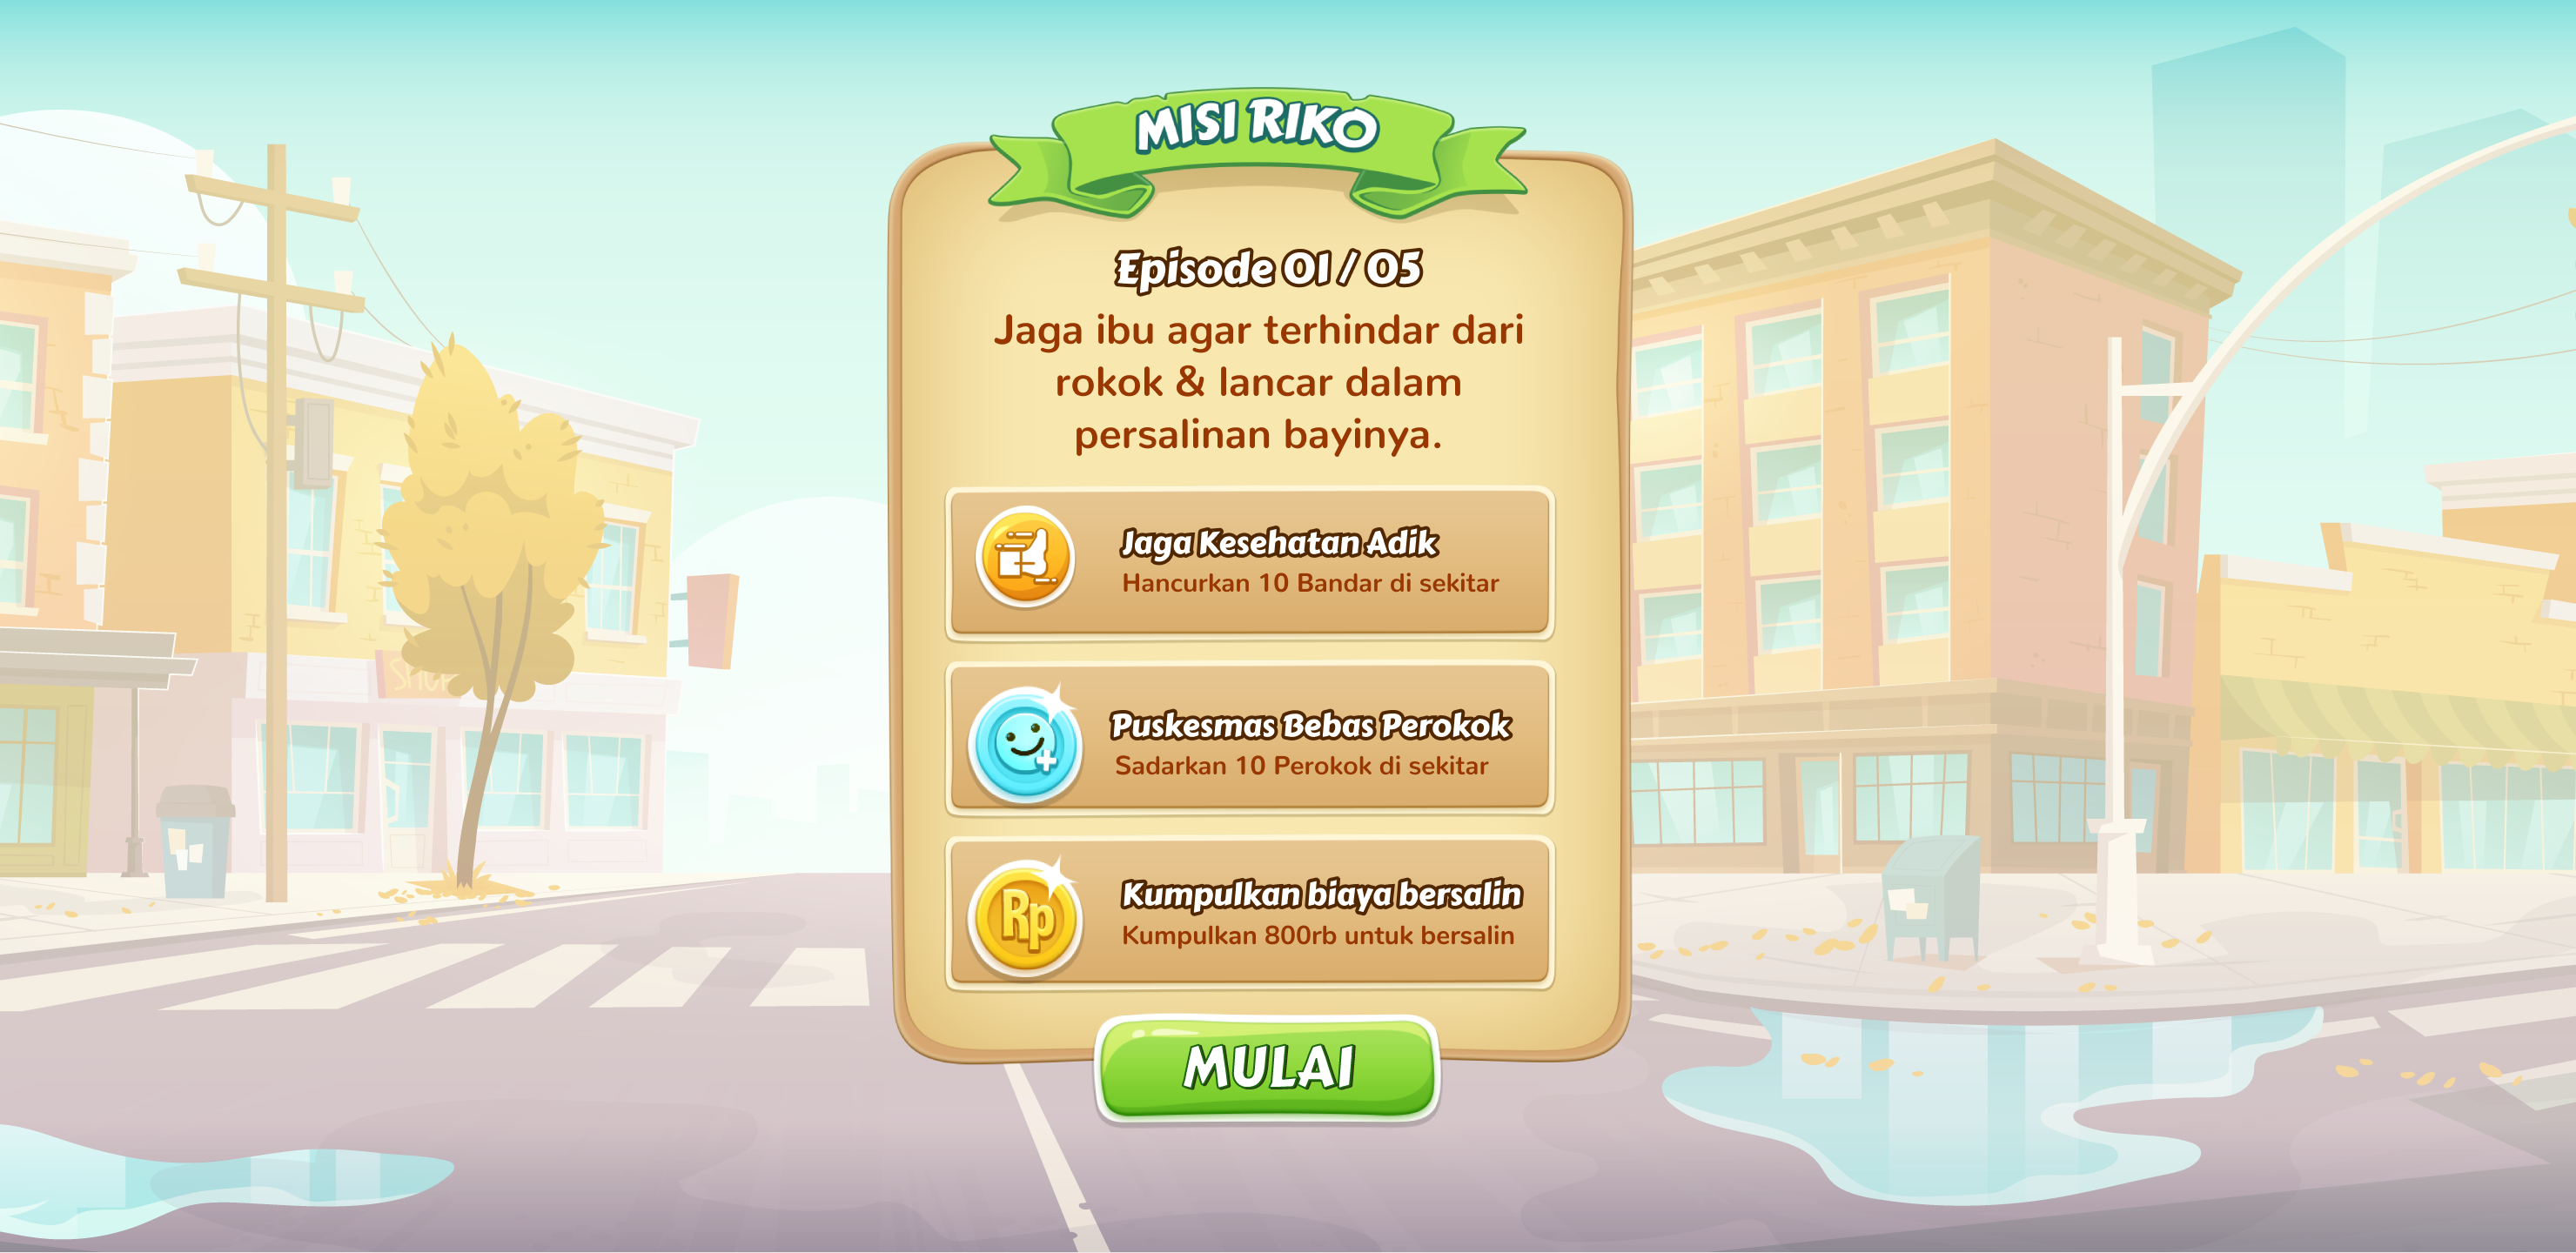 MISI RIKO
Episode 01 / 05
Jaga ibu agar terhindar dari
rokok & lancar dalam
persalinan bayinya.
Jaga Kesehatan Adik
Hancurkan 10 Bandar di sekitar
SHOP
Puskesmas Bebas Perokok
Sadarkan 10 Perokok di sekitar
Rp
Kumpulkan biaya bersalin
Kumpulkan 800rb untuk bersalin
MULAI